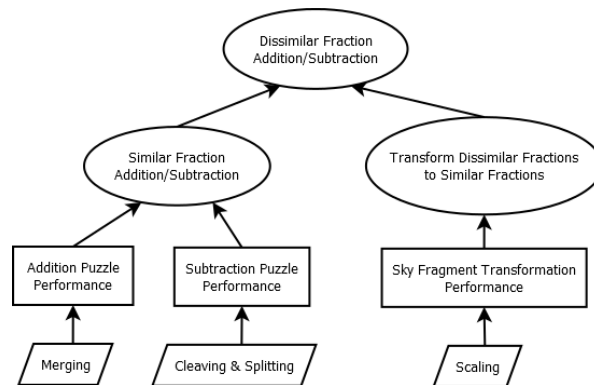 Dissimilar Fraction
Addition/Subtraction
Similar Fraction
Addition/Subtraction
Transform Dissimilar Fractions
to Similar Fractions
Addition Puzzle
Performance
Subtraction Puzzle
Performance
Sky Fragment Transformation
Performance
Merging
Cleaving & Splitting
Scaling